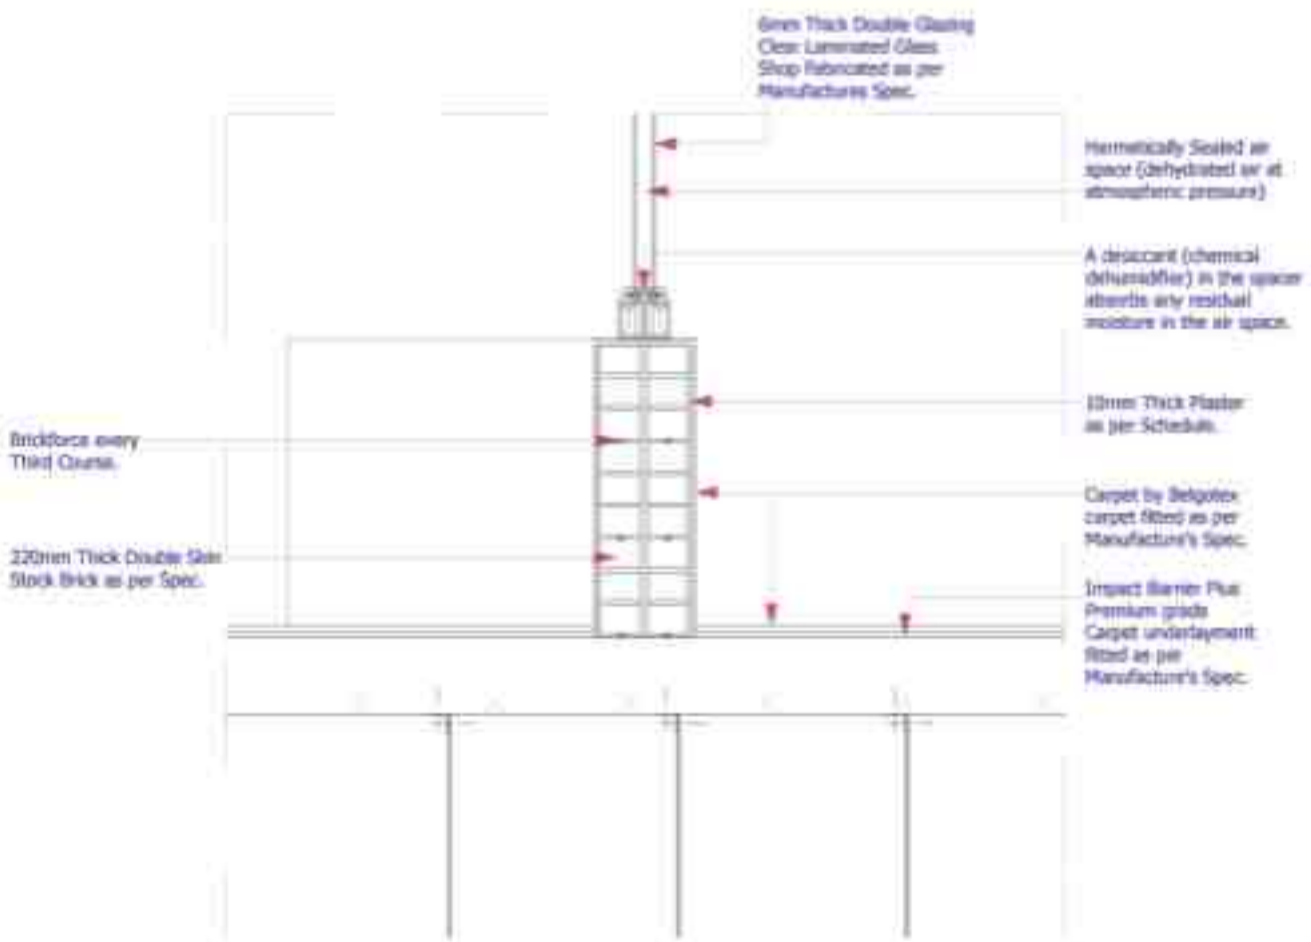 6mm Thick Double Glazing
Clear Laminated Glass
Shop Fabricated as per
Manufactures Spec.
Hermetically Sealed air
space (dehydrated air at
atmospheric pressure)
A desiccant (chemical
dehumidifier) in the spacer
absorbs any residual
moisture in the air space.
10mm Thick Plaster
as per Schedule.
Brickforce every
Third Course.
Carpet by Belgotex
carpet fitted as per
Manufacture's Spec.
220mm Thick Double Skin
Stock Brick as per Spec.
Impact Barrier Plus
Premium grade
Carpet underlayment
fitted as per
Manufacture's Spec.